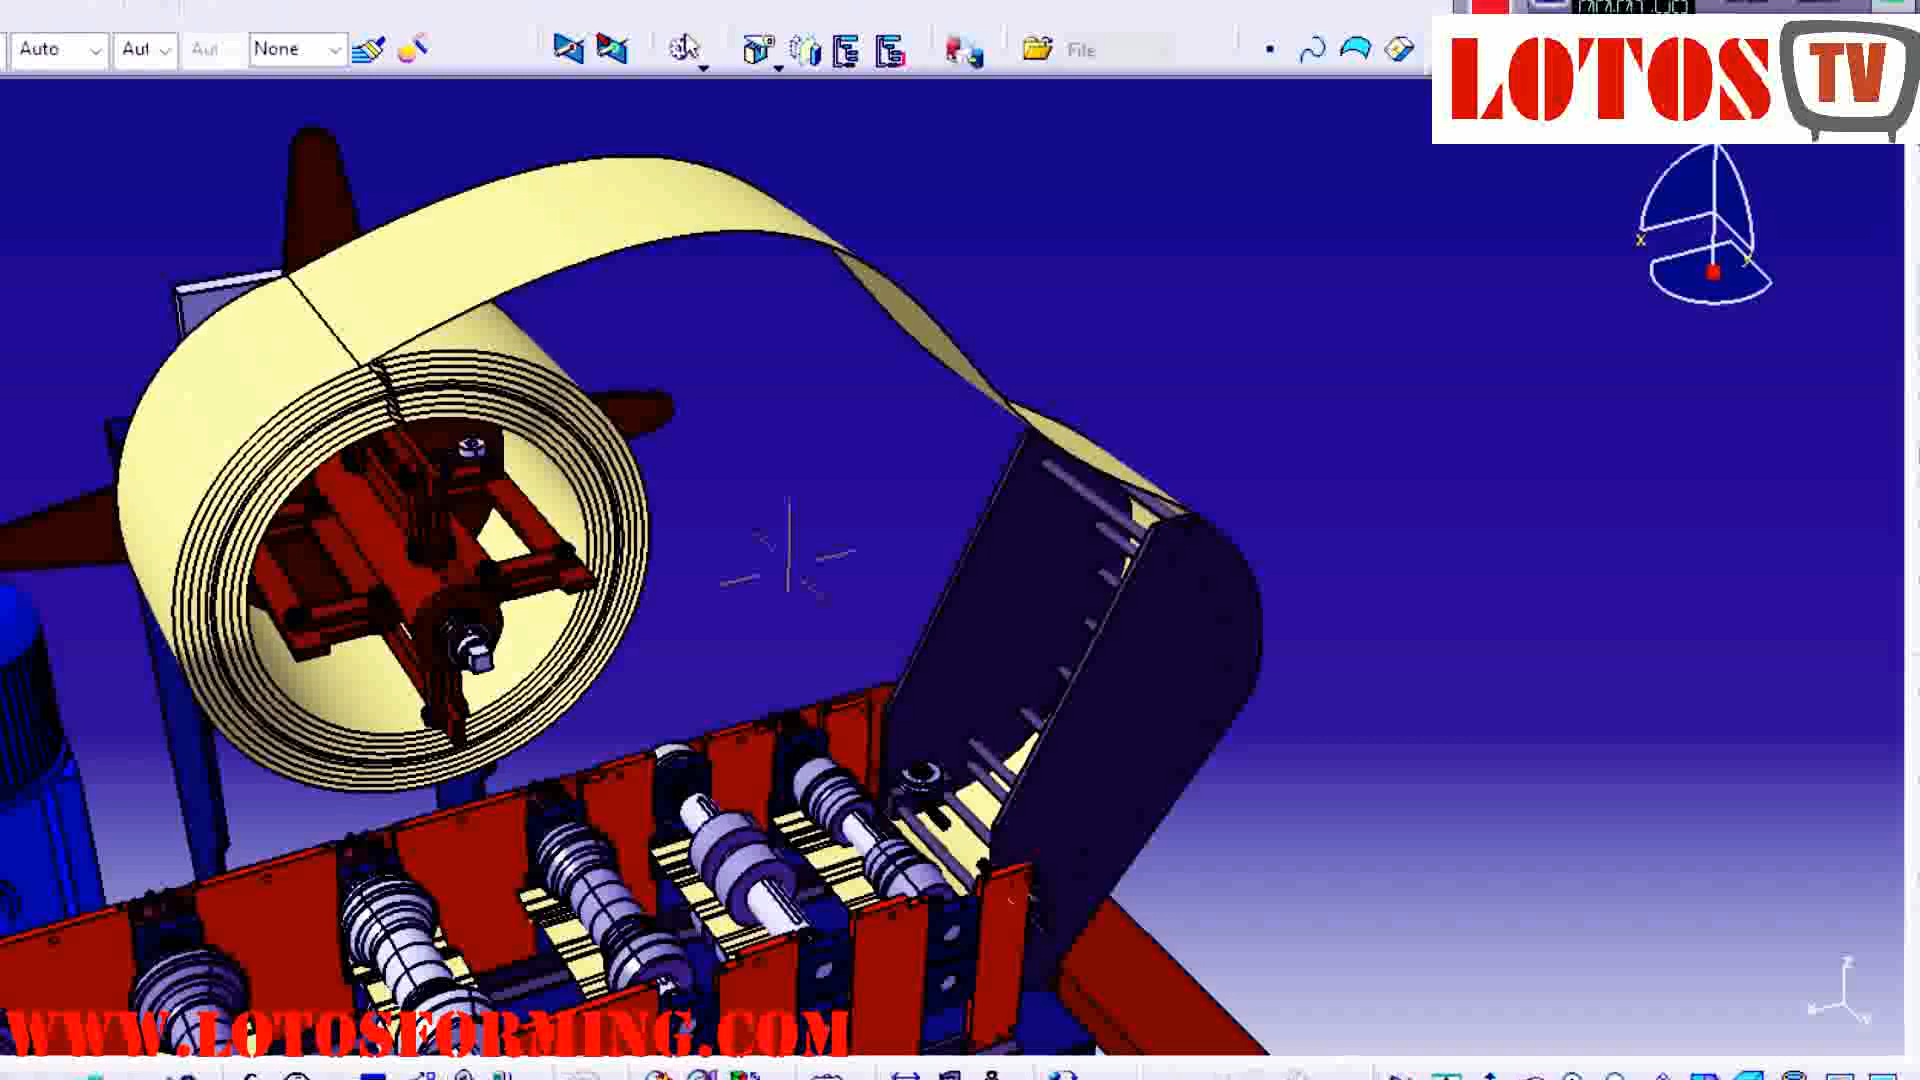 Auto
Aut
Aut
None
File
LOTOS TV
x
y
z
x
y
WWW.LOTOSFORMING.COM